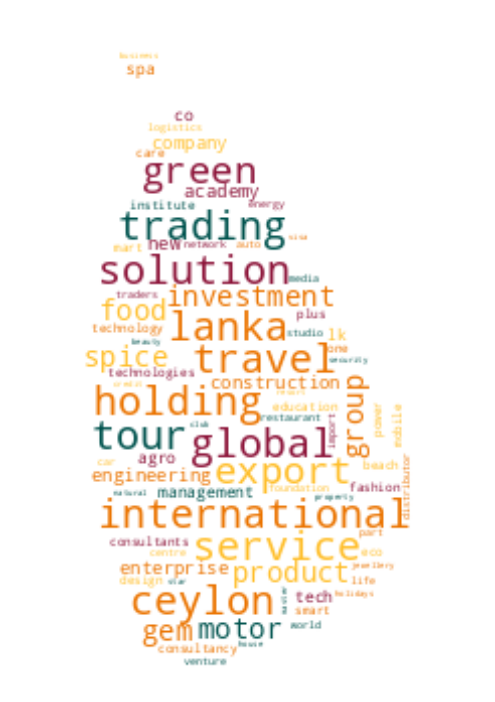 business
spa
co
logistics
company
care
green
academy
institute energy
trading
visa
mart new network auto
solution media
traders investment
food plus
technology lanka studio lk
beauty one
spice travel security
technologies
credit construction
holding resort group
education power mobile
restaurant import
tour club global
agro beach
car export
engineering distributor
natural management foundation fashion
property
international
part
consultants service
centre eco
enterprise product jewellery
design star life
ceylon master tech holidays
smart
gem motor world
consultancy house
venture